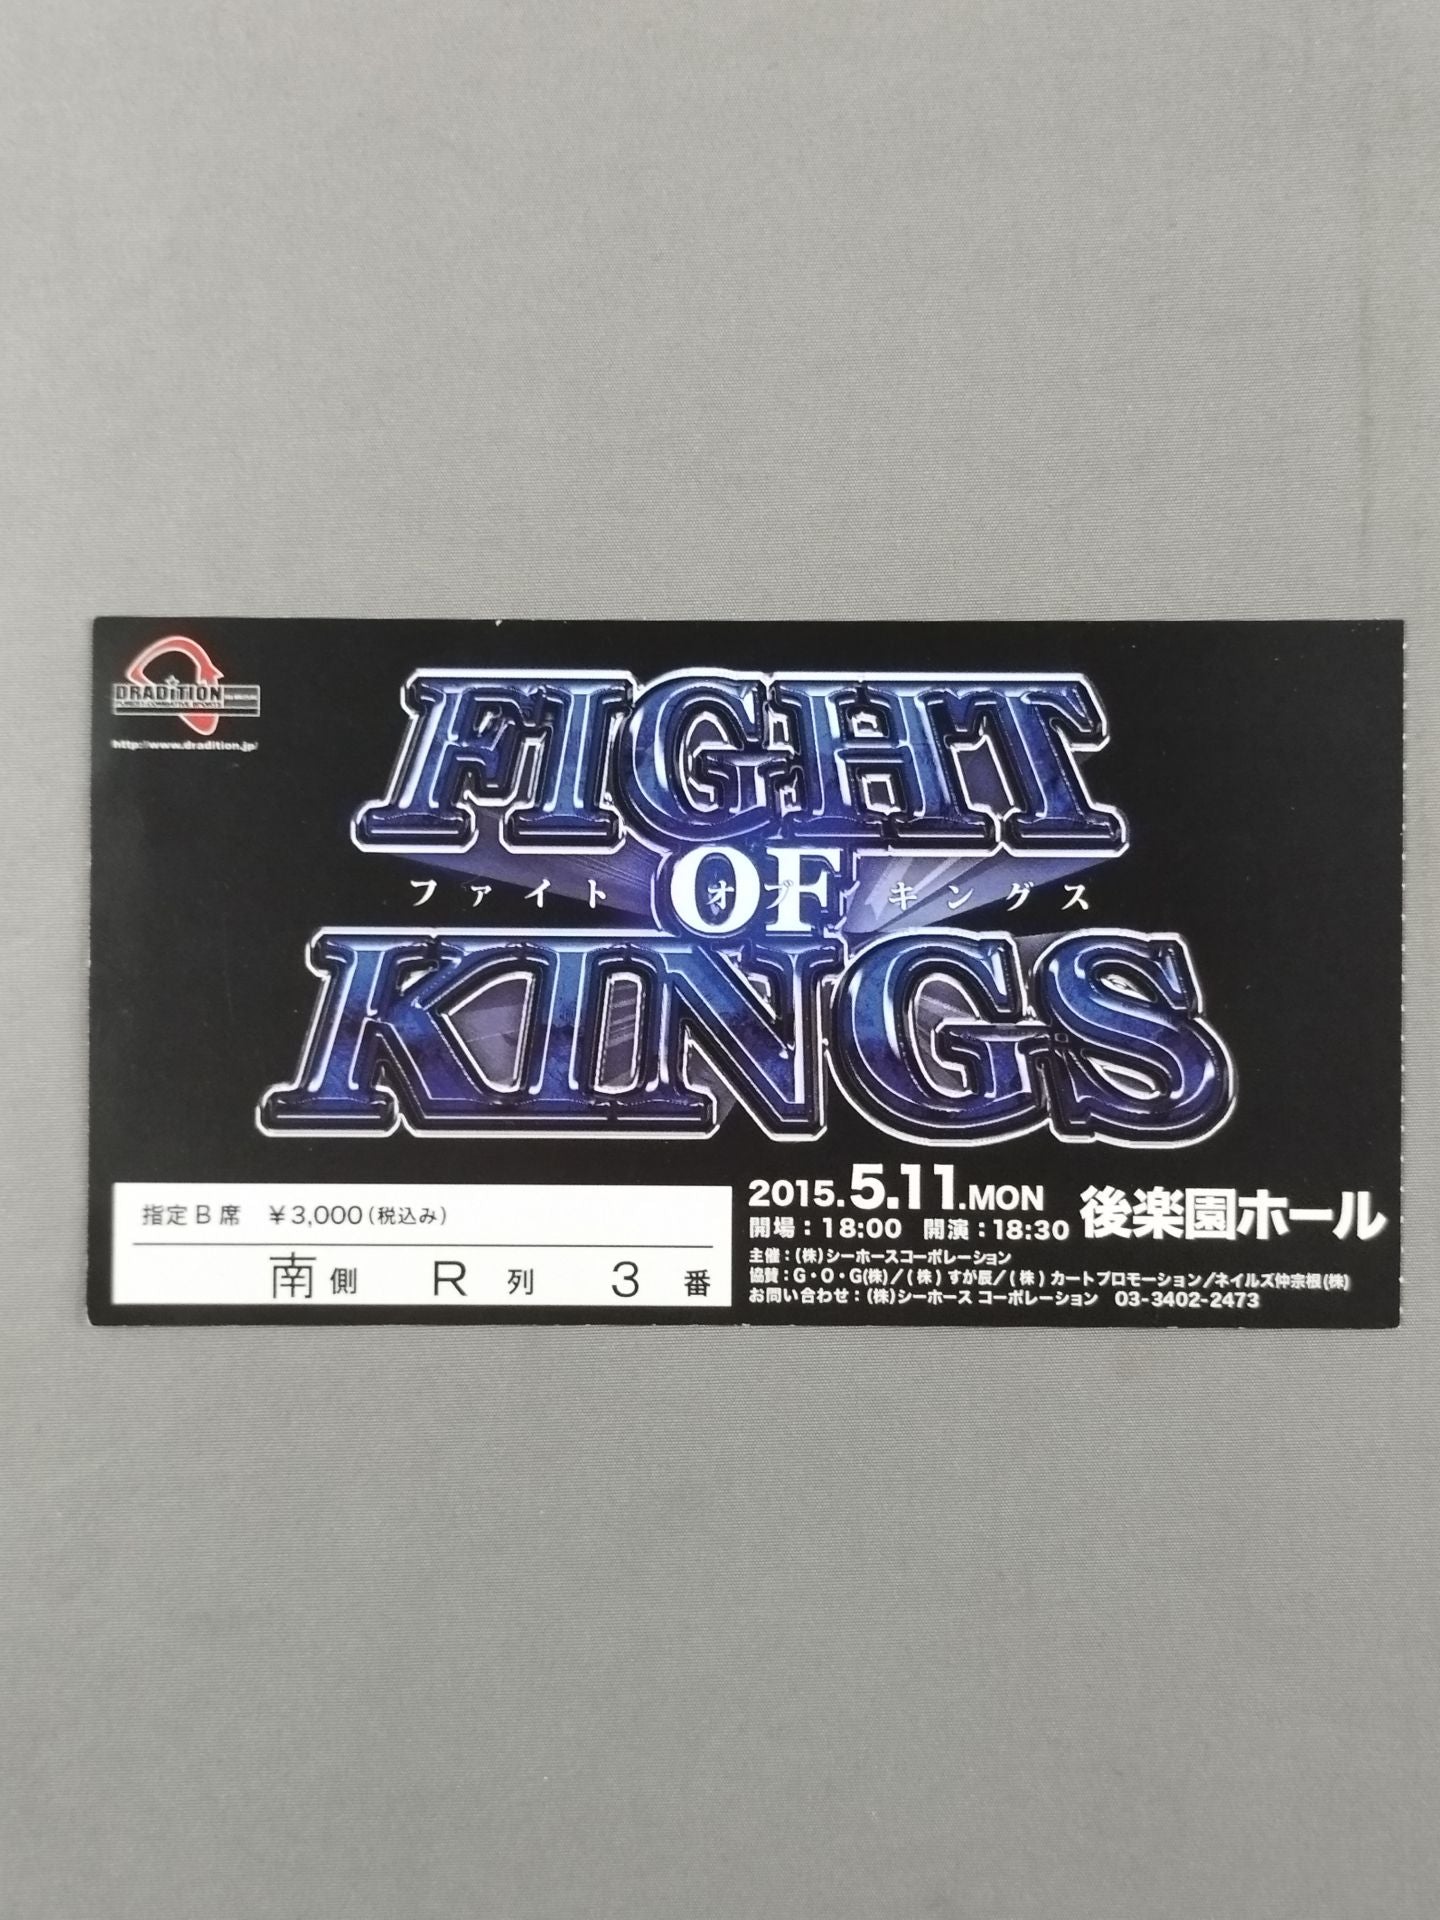 DRADiTION
http://www.dradition.jp/
FIGHT
OF
ファイト オブ キングス
KINGS
指定B席 ￥3,000(税込み)
南側 R列 3番
2015.5.11.MON 後楽園ホール
開場：18:00 開演：18:30
主催：(株)シーホースコーポレーション
協賛：G・O・G(株)／(株)すが辰／(株)カートプロモーション／ネイルズ仲宗根(株)
お問い合わせ：(株)シーホース コーポレーション 03-3402-2473